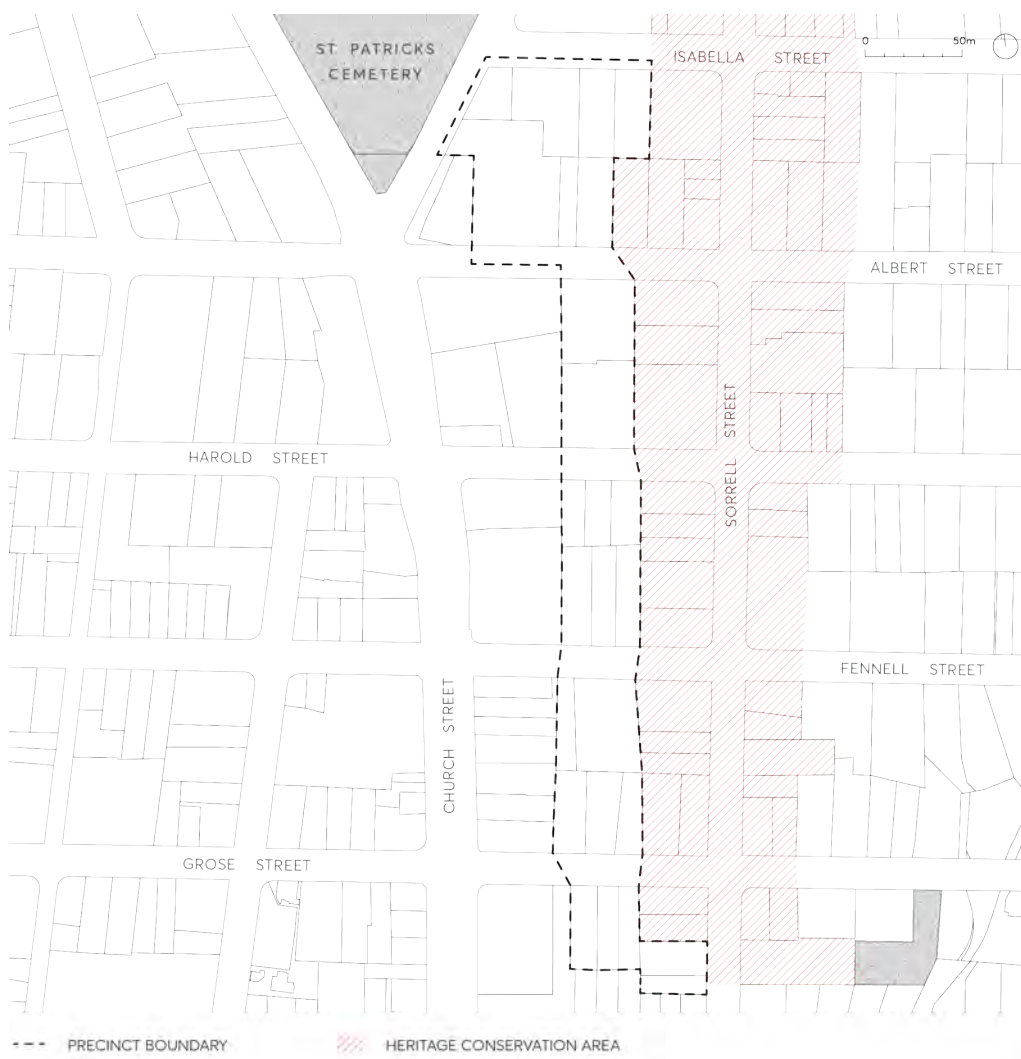 ST. PATRICKS
CEMETERY
ISABELLA STREET
0 50m
ALBERT STREET
SORRELL STREET
HAROLD STREET
FENNELL STREET
CHURCH STREET
GROSE STREET
PRECINCT BOUNDARY
HERITAGE CONSERVATION AREA